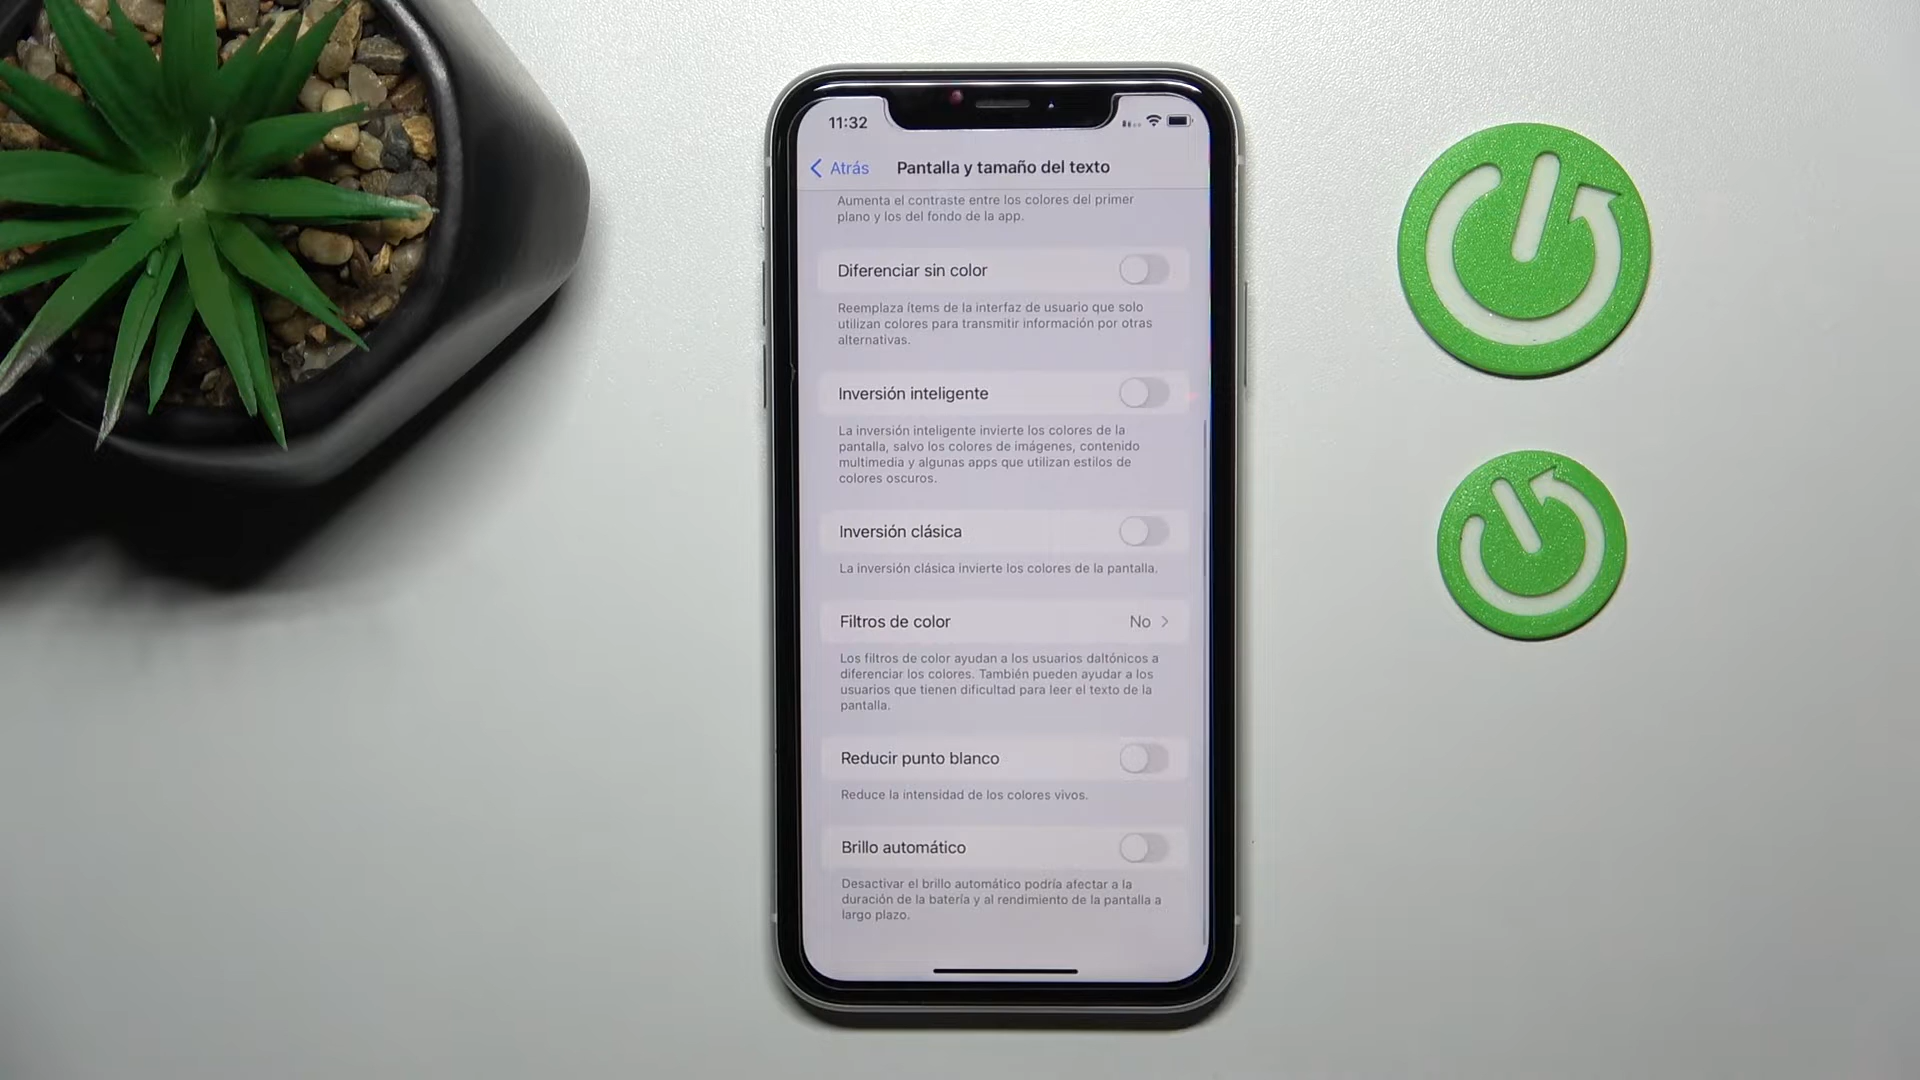 11:32
Atrás
Pantalla y tamaño del texto
Aumenta el contraste entre los colores del primer
plano y los del fondo de la app.
Diferenciar sin color
Reemplaza ítems de la interfaz de usuario que solo
utilizan colores para transmitir información por otras
alternativas.
Inversión inteligente
La inversión inteligente invierte los colores de la
pantalla, salvo los colores de imágenes, contenido
multimedia y algunas apps que utilizan estilos de
colores oscuros.
Inversión clásica
La inversión clásica invierte los colores de la pantalla.
Filtros de color
No
Los filtros de color ayudan a los usuarios daltónicos a
diferenciar los colores. También pueden ayudar a los
usuarios que tienen dificultad para leer el texto de la
pantalla.
Reducir punto blanco
Reduce la intensidad de los colores vivos.
Brillo automático
Desactivar el brillo automático podría afectar a la
duración de la batería y al rendimiento de la pantalla a
largo plazo.